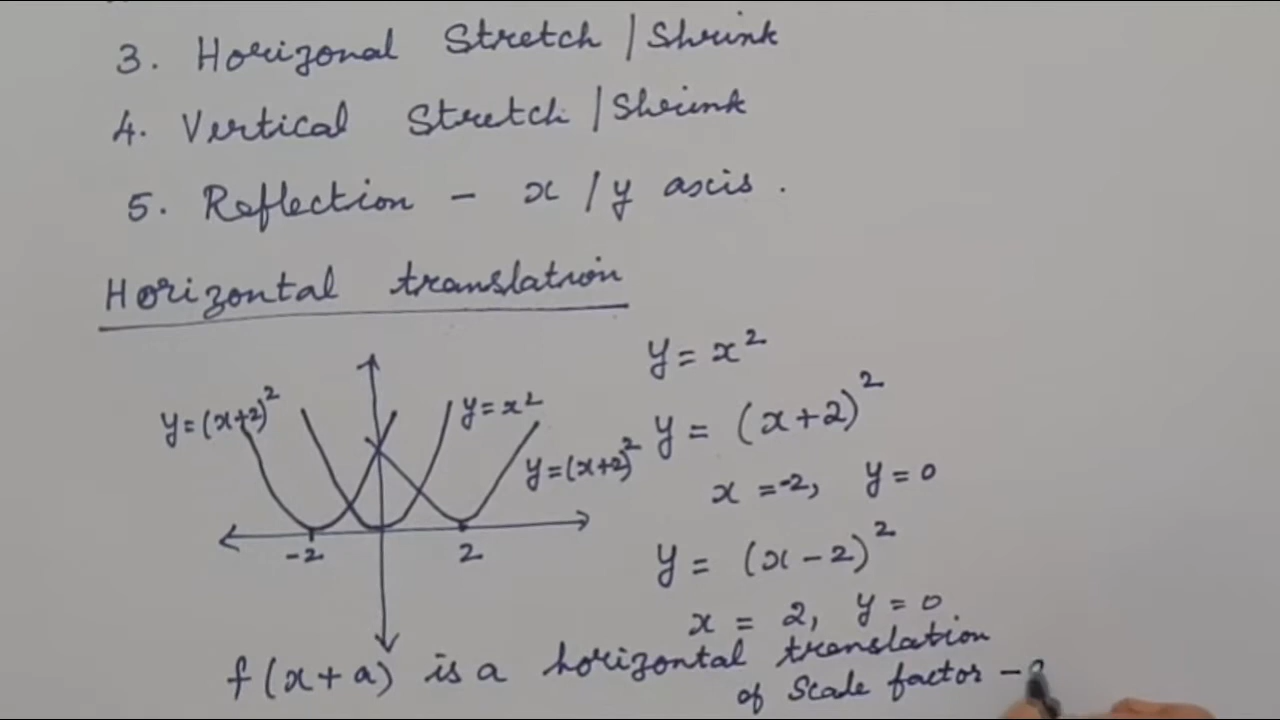 3. Horizonal Stretch / Shrink
4. Vertical Stretch / Shrink
5. Reflection - x / y axis.
Horizontal translation
y = x²
y = (x+2)²
y = x²
y = (x+2)²
y = (x+2)²
x = -2, y = 0
-2
2
y = (x - 2)²
x = 2, y = 0
f(x+a) is a horizontal translation
of Scale factor -